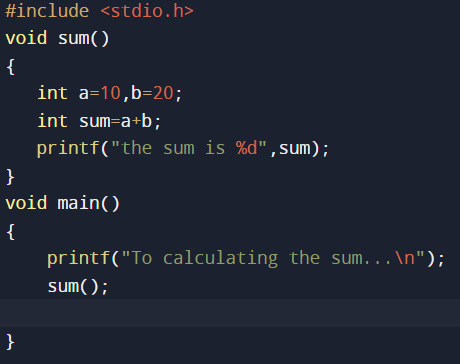 #include <stdio.h>
void sum()
{
   int a=10,b=20;
   int sum=a+b;
   printf("the sum is %d",sum);
}
void main()
{
    printf("To calculating the sum...\n");
    sum();
}